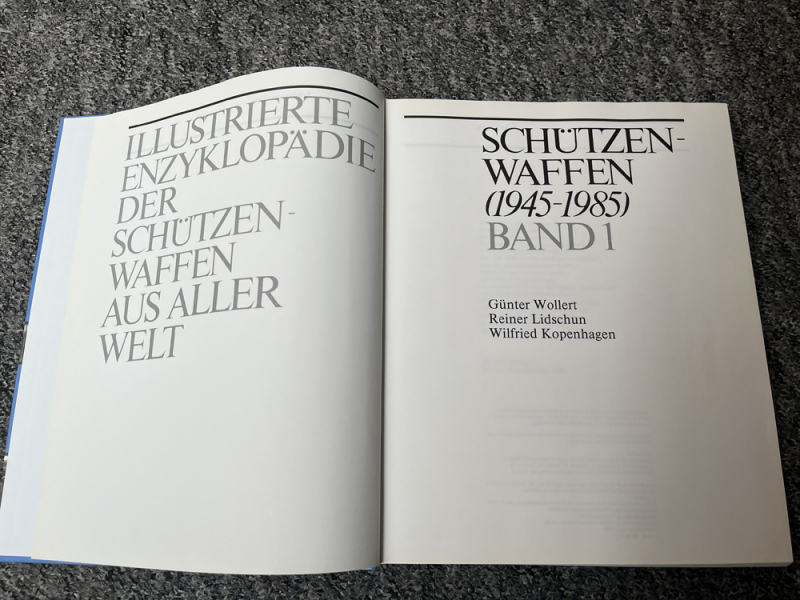 ILLUSTRIERTE
ENZYKLOPÄDIE
DER
SCHÜTZEN-
WAFFEN
AUS ALLER
WELT
SCHÜTZEN-
WAFFEN
(1945-1985)
BAND 1
Günter Wollert
Reiner Lidschun
Wilfried Kopenhagen